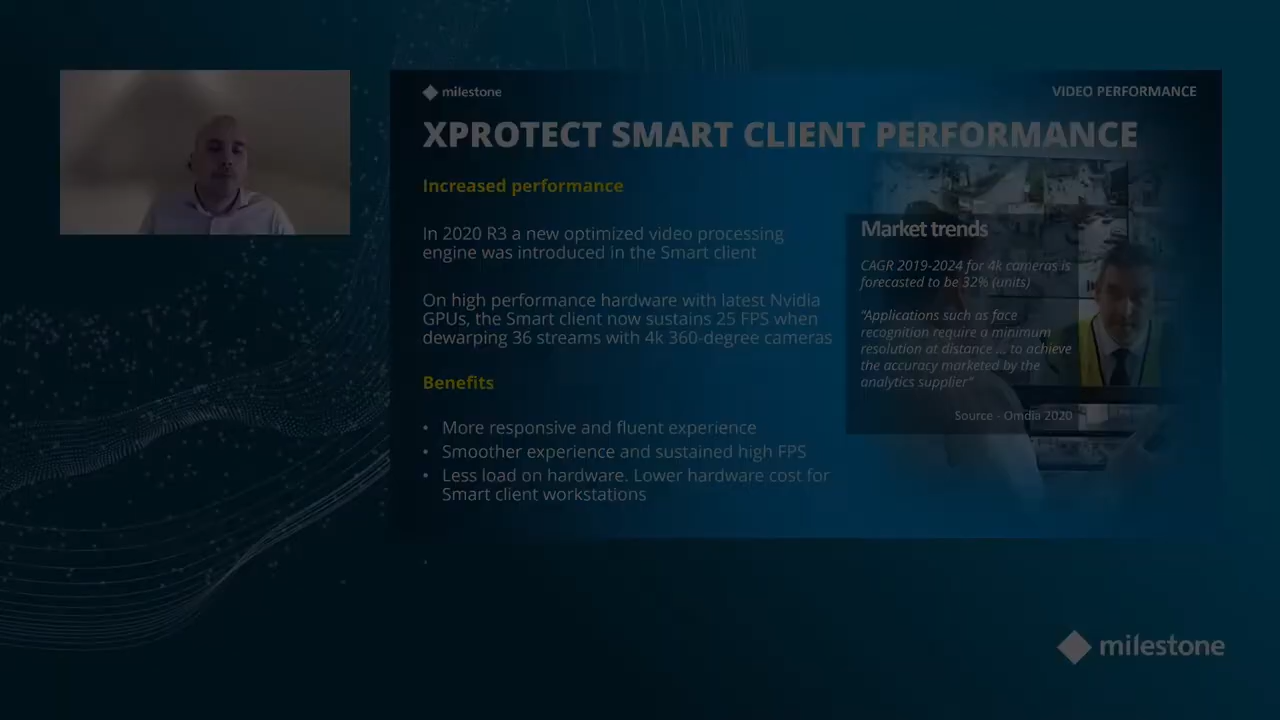 milestone
VIDEO PERFORMANCE
XPROTECT SMART CLIENT PERFORMANCE
Increased performance
In 2020 R3 a new optimized video processing
engine was introduced in the Smart client
On high performance hardware with latest Nvidia
GPUs, the Smart client now sustains 25 FPS when
dewarping 36 streams with 4k 360-degree cameras
Benefits
• More responsive and fluent experience
• Smoother experience and sustained high FPS
• Less load on hardware. Lower hardware cost for
Smart client workstations
Market trends
CAGR 2019-2024 for 4k cameras is
forecasted to be 32% (units)
“Applications such as face
recognition require a minimum
resolution at distance ... to achieve
the accuracy marketed by the
analytics supplier”
Source - Omdia 2020
milestone